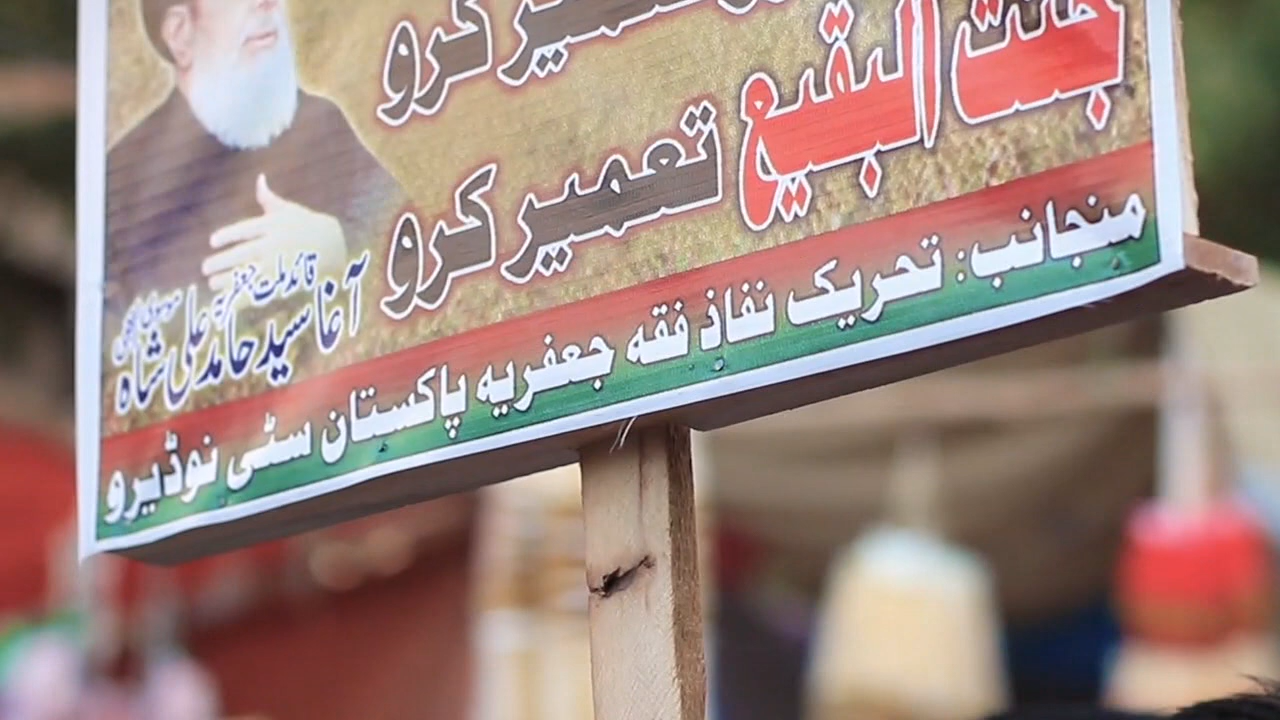 تعمیر کرو
جنت البقیع تعمیر کرو
قائد ملت جعفریہ
آغا سید حامد علی شاہ موسوی
منجانب: تحریک نفاذ فقہ جعفریہ پاکستان سٹی نوڈیرو